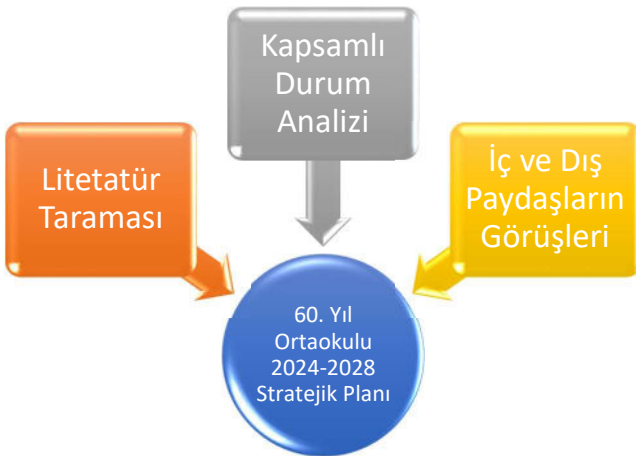 Kapsamlı
Durum
Analizi
Litetatür
Taraması
İç ve Dış
Paydaşların
Görüşleri
60. Yıl
Ortaokulu
2024-2028
Stratejik Planı